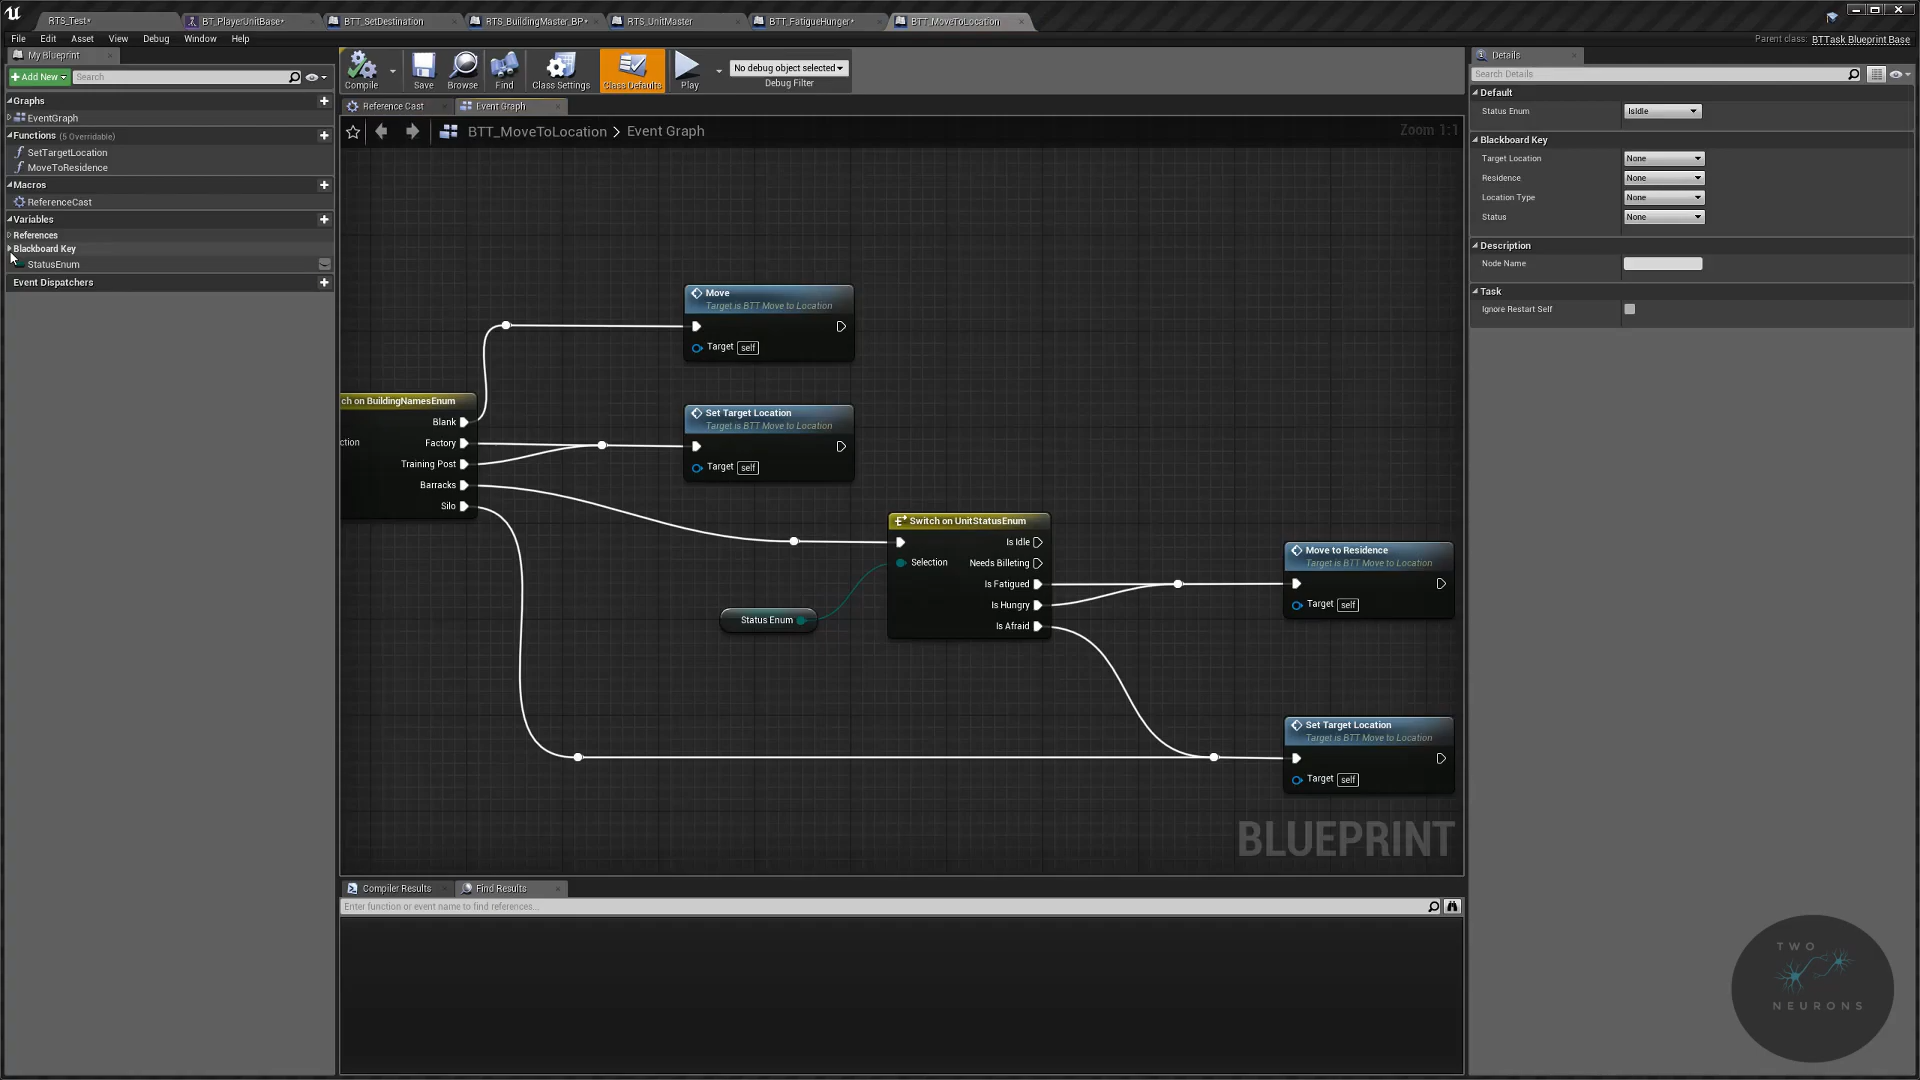 RTS_Test*
BT_PlayerUnitBase*
BTT_SetDestination
RTS_BuildingMaster_BP*
RTS_UnitMaster
BTT_FatigueHunger*
BTT_MoveToLocation
File
Edit
Asset
View
Debug
Window
Help
Parent class: BTTask Blueprint Base
My Blueprint
+Add New
Search
Graphs
EventGraph
Functions (5 Overridable)
SetTargetLocation
MoveToResidence
Macros
ReferenceCast
Variables
References
Blackboard Key
StatusEnum
Event Dispatchers
Compile
Save
Browse
Find
Class Settings
Class Defaults
Play
No debug object selected
Debug Filter
Reference Cast
Event Graph
BTT_MoveToLocation > Event Graph
Zoom 1:1
Move
Target is BTT Move to Location
Target self
ch on BuildingNamesEnum
Blank
ction
Factory
Training Post
Barracks
Silo
Set Target Location
Target is BTT Move to Location
Target self
Switch on UnitStatusEnum
Is Idle
Selection
Needs Billeting
Is Fatigued
Is Hungry
Is Afraid
Status Enum
Move to Residence
Target is BTT Move to Location
Target self
Set Target Location
Target is BTT Move to Location
Target self
BLUEPRINT
Compiler Results
Find Results
Enter function or event name to find references...
Details
Search Details
Default
Status Enum
IsIdle
Blackboard Key
Target Location
None
Residence
None
Location Type
None
Status
None
Description
Node Name
Task
Ignore Restart Self
TWO
NEURONS